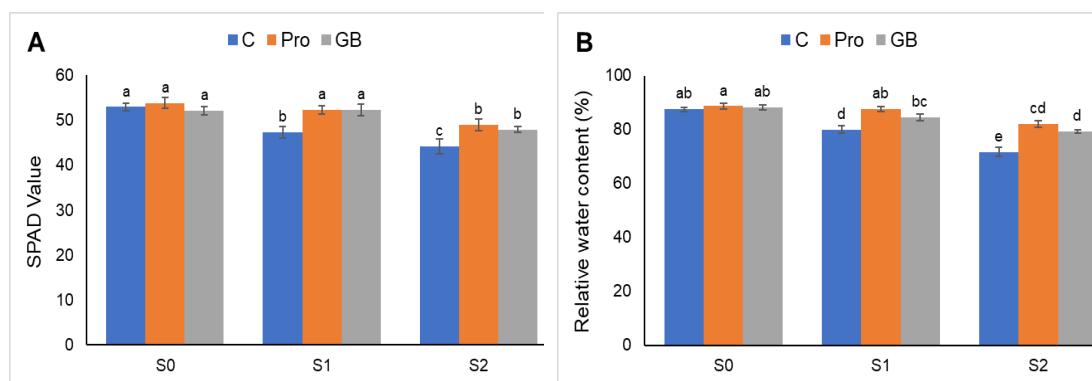 A
C Pro GB
SPAD Value
60
50
40
30
20
10
0
a a a
b a a
c b b
S0 S1 S2
B
C Pro GB
Relative water content (%)
100
80
60
40
20
0
ab a ab
d ab bc
e cd d
S0 S1 S2